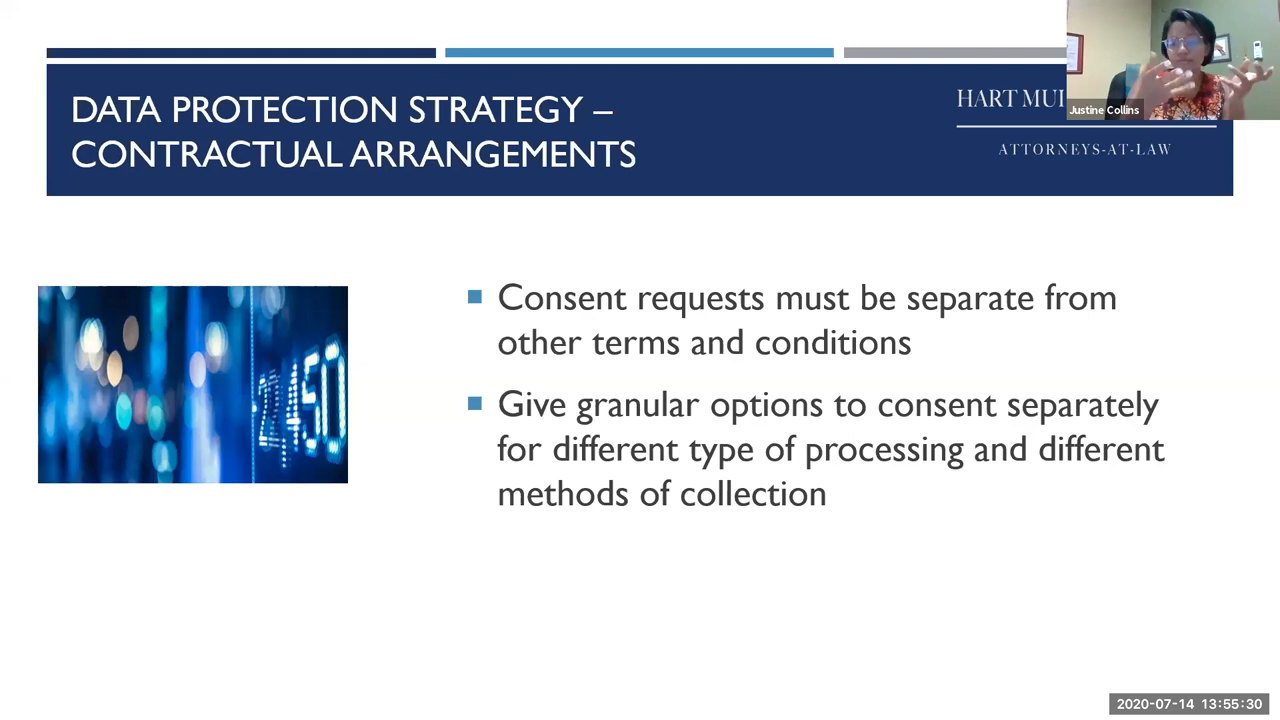 DATA PROTECTION STRATEGY –
CONTRACTUAL ARRANGEMENTS
HART
Justine Collins
ATTORNEYS-AT-LAW
2,450
Consent requests must be separate from
other terms and conditions
Give granular options to consent separately
for different type of processing and different
methods of collection
2020-07-14 13:55:30